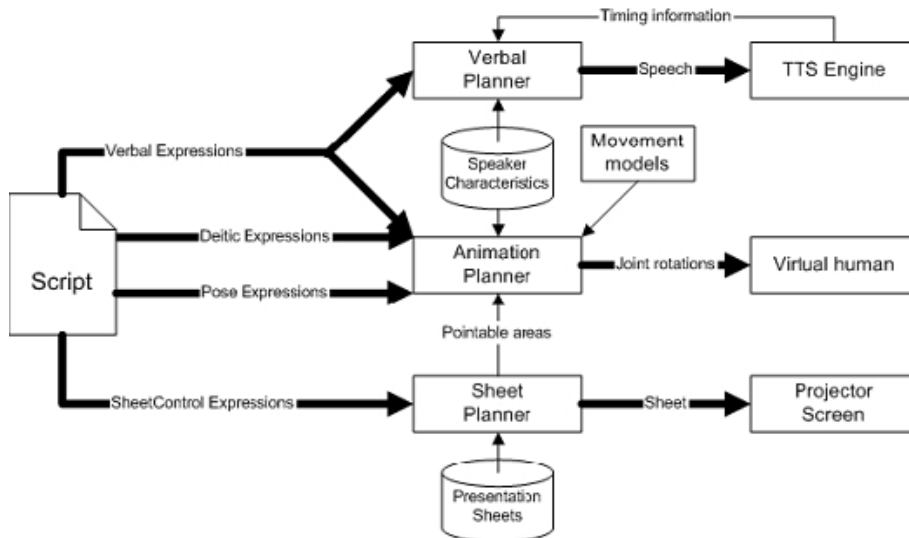 Timing information
Verbal
Planner
Speech
TTS Engine
Verbal Expressions
Speaker
Characteristics
Movement
models
Script
Deitic Expressions
Animation
Planner
Joint rotations
Virtual human
Pose Expressions
Pointable areas
SheetControl Expressions
Sheet
Planner
Sheet
Projector
Screen
Presentation
Sheets